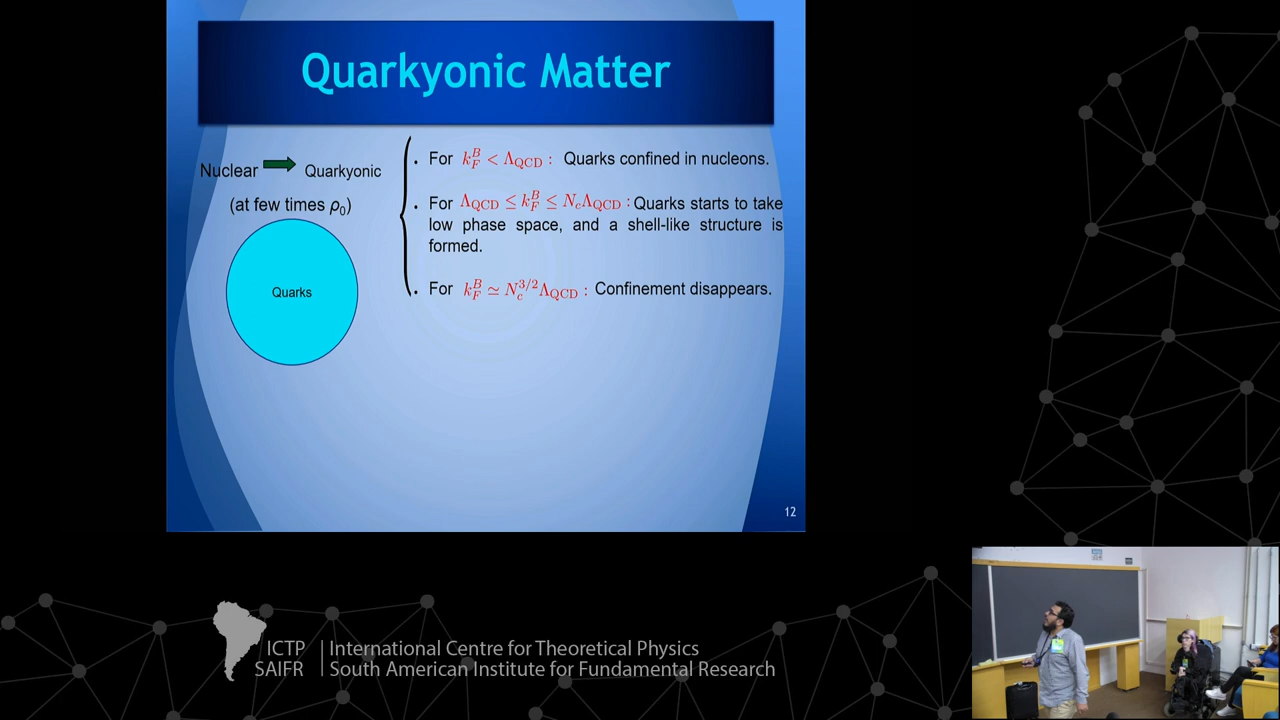 Quarkyonic Matter
Nuclear Quarkyonic
(at few times ρ₀)
Quarks
. For k_F^B < Λ_QCD : Quarks confined in nucleons.
. For Λ_QCD ≤ k_F^B ≤ N_cΛ_QCD : Quarks starts to take
low phase space, and a shell-like structure is
formed.
. For k_F^B ≃ N_c^{3/2}Λ_QCD : Confinement disappears.
12
ICTP
SAIFR
International Centre for Theoretical Physics
South American Institute for Fundamental Research